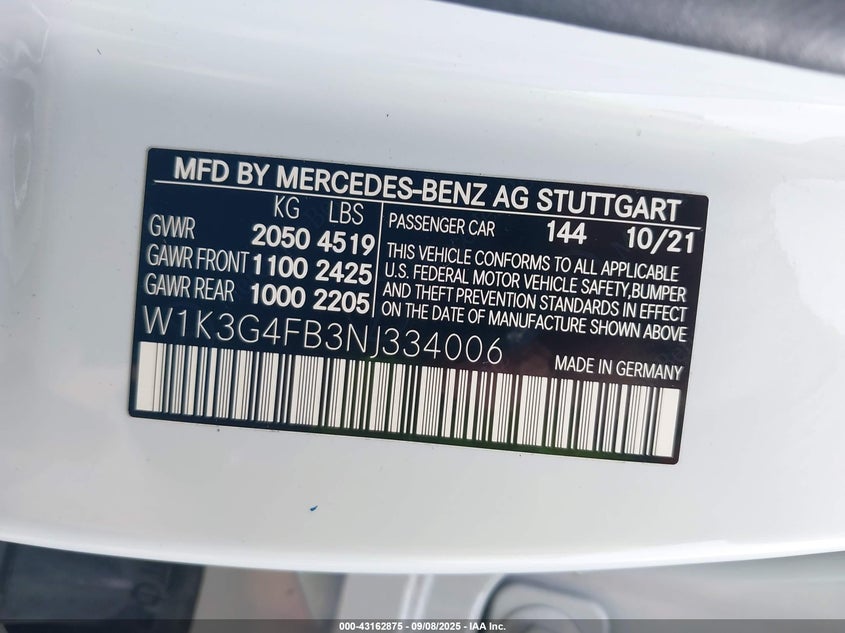 MFD BY MERCEDES-BENZ AG STUTTGART
KG LBS
GVWR 2050 4519
GAWR FRONT 1100 2425
GAWR REAR 1000 2205
PASSENGER CAR 144 10/21
THIS VEHICLE CONFORMS TO ALL APPLICABLE
U.S. FEDERAL MOTOR VEHICLE SAFETY,BUMPER
AND THEFT PREVENTION STANDARDS IN EFFECT
ON THE DATE OF MANUFACTURE SHOWN ABOVE
W1K3G4FB3NJ334006
MADE IN GERMANY
000-43162875 - 09/08/2025 - IAA Inc.